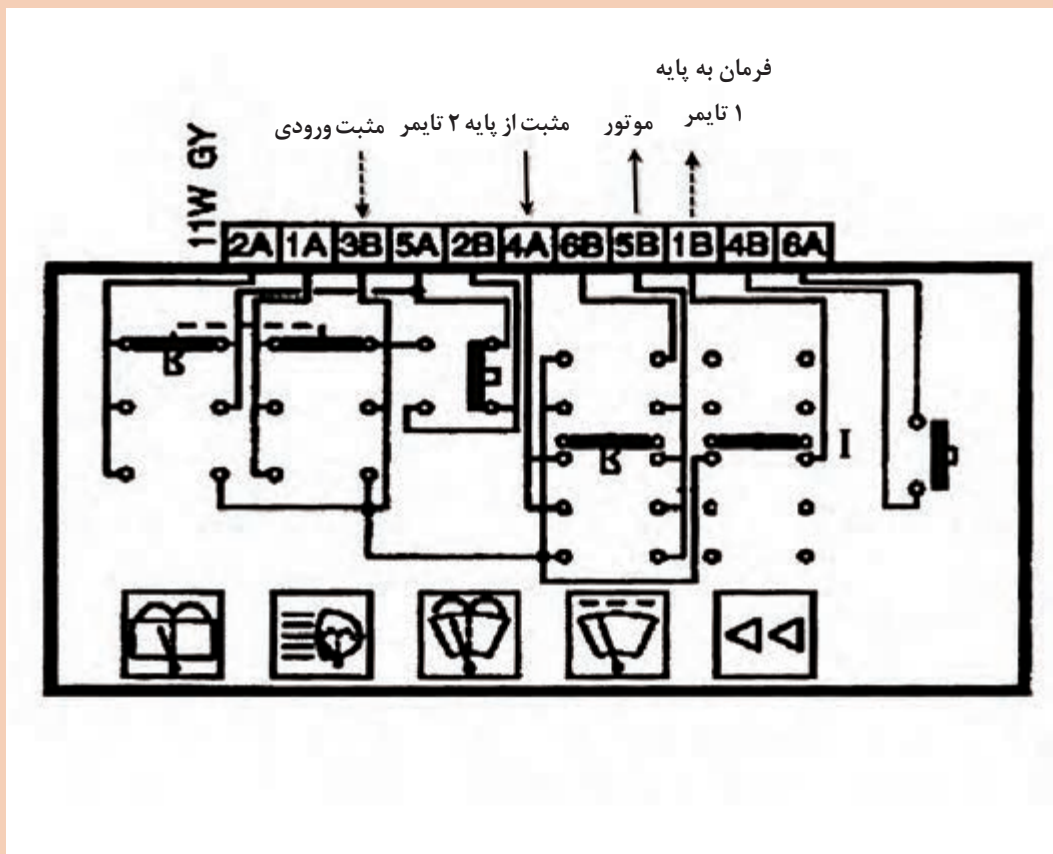 فرمان به پایه
۱ تایمر
موتور
مثبت از پایه ۲ تایمر
مثبت ورودی
11W GY
2A 1A 3B 5A 2B 4A 6B 5B 1B 4B 6A
I